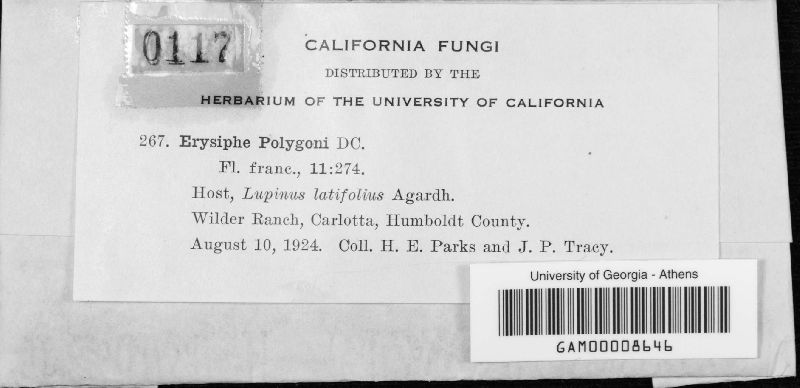 0117
CALIFORNIA FUNGI
DISTRIBUTED BY THE
HERBARIUM OF THE UNIVERSITY OF CALIFORNIA
267. Erysiphe Polygoni DC.
Fl. franc., 11:274.
Host, Lupinus latifolius Agardh.
Wilder Ranch, Carlotta, Humboldt County.
August 10, 1924. Coll. H. E. Parks and J. P. Tracy.
University of Georgia - Athens
GAM00008646